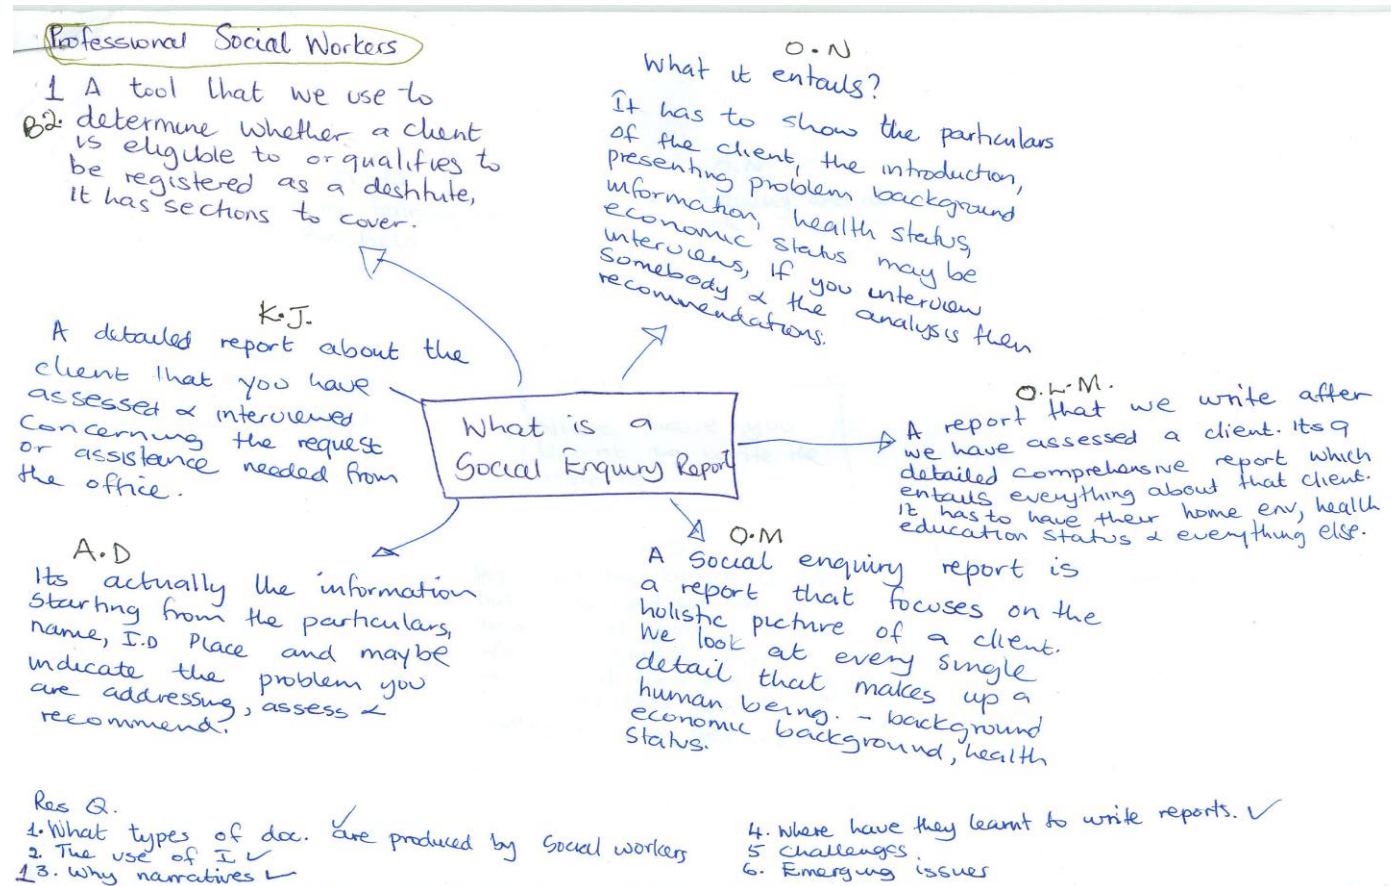 Professional Social Workers
1 A tool that we use to
B2. determine whether a client
is eligible to or qualifies to
be registered as a destitute,
it has sections to cover.
O.N
What it entails?
It has to show the particulars
of the client, the introduction,
presenting problem background
information, health status,
economic status may be
interviews, if you interview
somebody & the analysis then
recommendations.
K.J.
A detailed report about the
client that you have
assessed & interviewed
concerning the request
or assistance needed from
the office.
What is a
Social Enquiry Report
O.L.M.
A report that we write after
we have assessed a client. Its a
detailed comprehensive report which
entails everything about that client.
It has to have their home env, health
education status & everything else.
A.D
Its actually the information
starting from the particulars,
name, I.D Place and maybe
indicate the problem you
are addressing, assess &
recommend.
O.M
A Social enquiry report is
a report that focuses on the
holistic picture of a client.
We look at every single
detail that makes up a
human being. - background
economic background, health
status.
Res Q.
1. What types of doc. are produced by Social workers
2. The use of I ✓
13. Why narratives ✓
4. Where have they learnt to write reports. ✓
5 Challenges.
6. Emerging issues